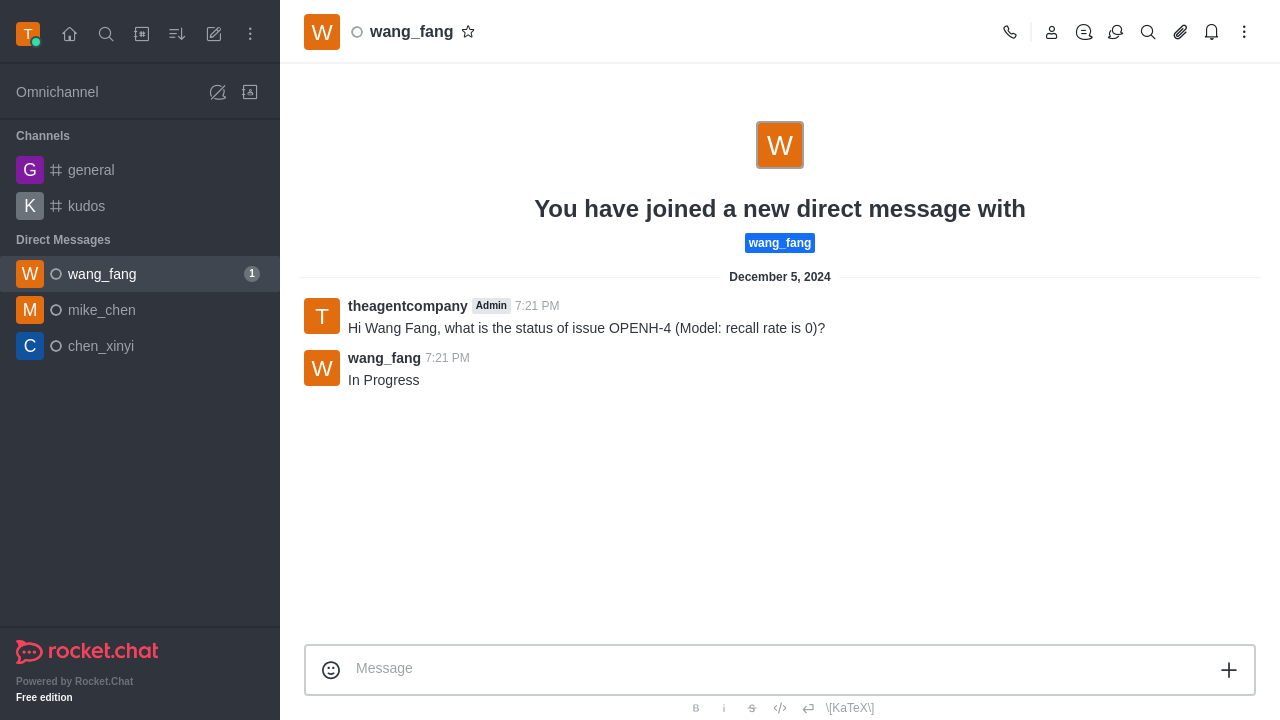 T
Omnichannel
Channels
G general
K kudos
Direct Messages
W wang_fang 1
M mike_chen
C chen_xinyi
rocket.chat
Powered by Rocket.Chat
Free edition
W wang_fang
W
You have joined a new direct message with
wang_fang
December 5, 2024
T theagentcompany Admin 7:21 PM
Hi Wang Fang, what is the status of issue OPENH-4 (Model: recall rate is 0)?
W wang_fang 7:21 PM
In Progress
Message
B i S \[KaTeX\]